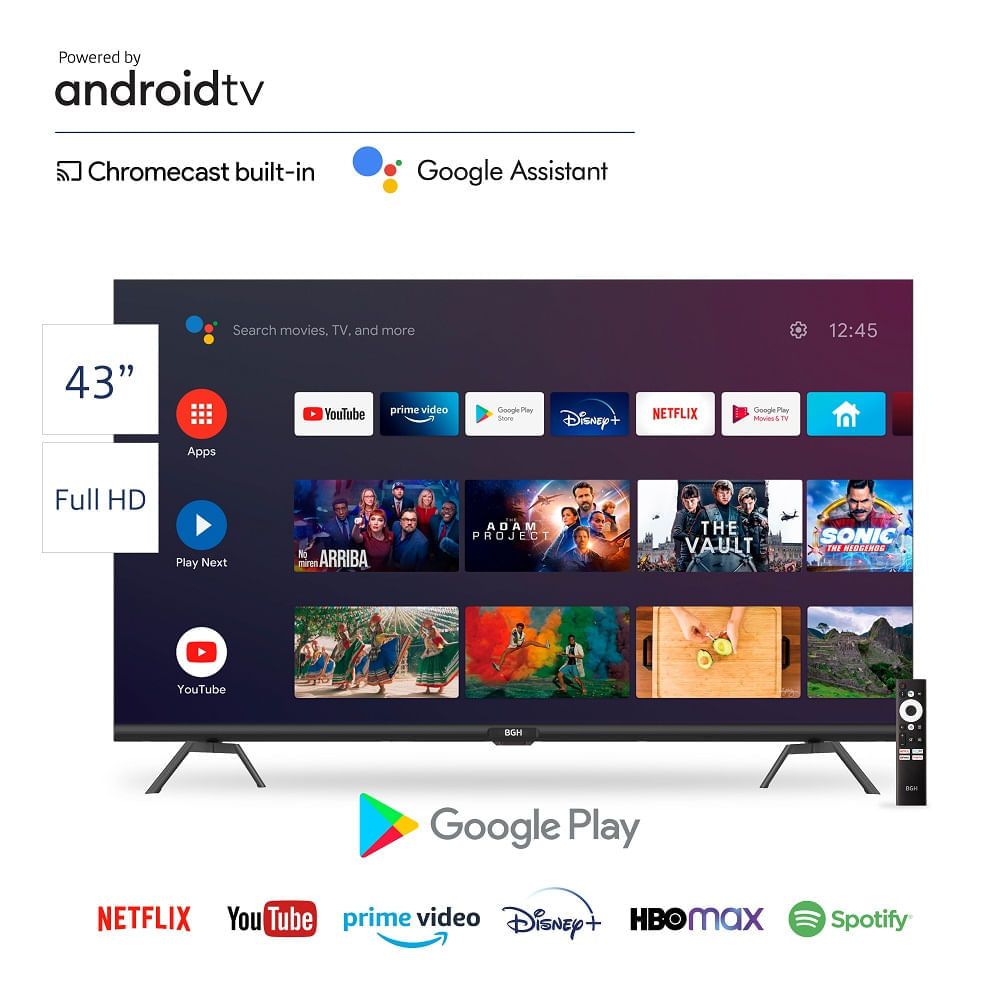 Powered by
androidtv
Chromecast built-in
Google Assistant
Search movies, TV, and more
12:45
43”
Full HD
Apps
YouTube
prime video
Google Play
Store
Disney+
NETFLIX
Google Play
Movies & TV
Play Next
No
miren ARRIBA
THE
ADAM
PROJECT
THE
VAULT
SONIC
THE HEDGEHOG
YouTube
BGH
BGH
Google Play
NETFLIX
YouTube
prime video
Disney+
HBOmax
Spotify